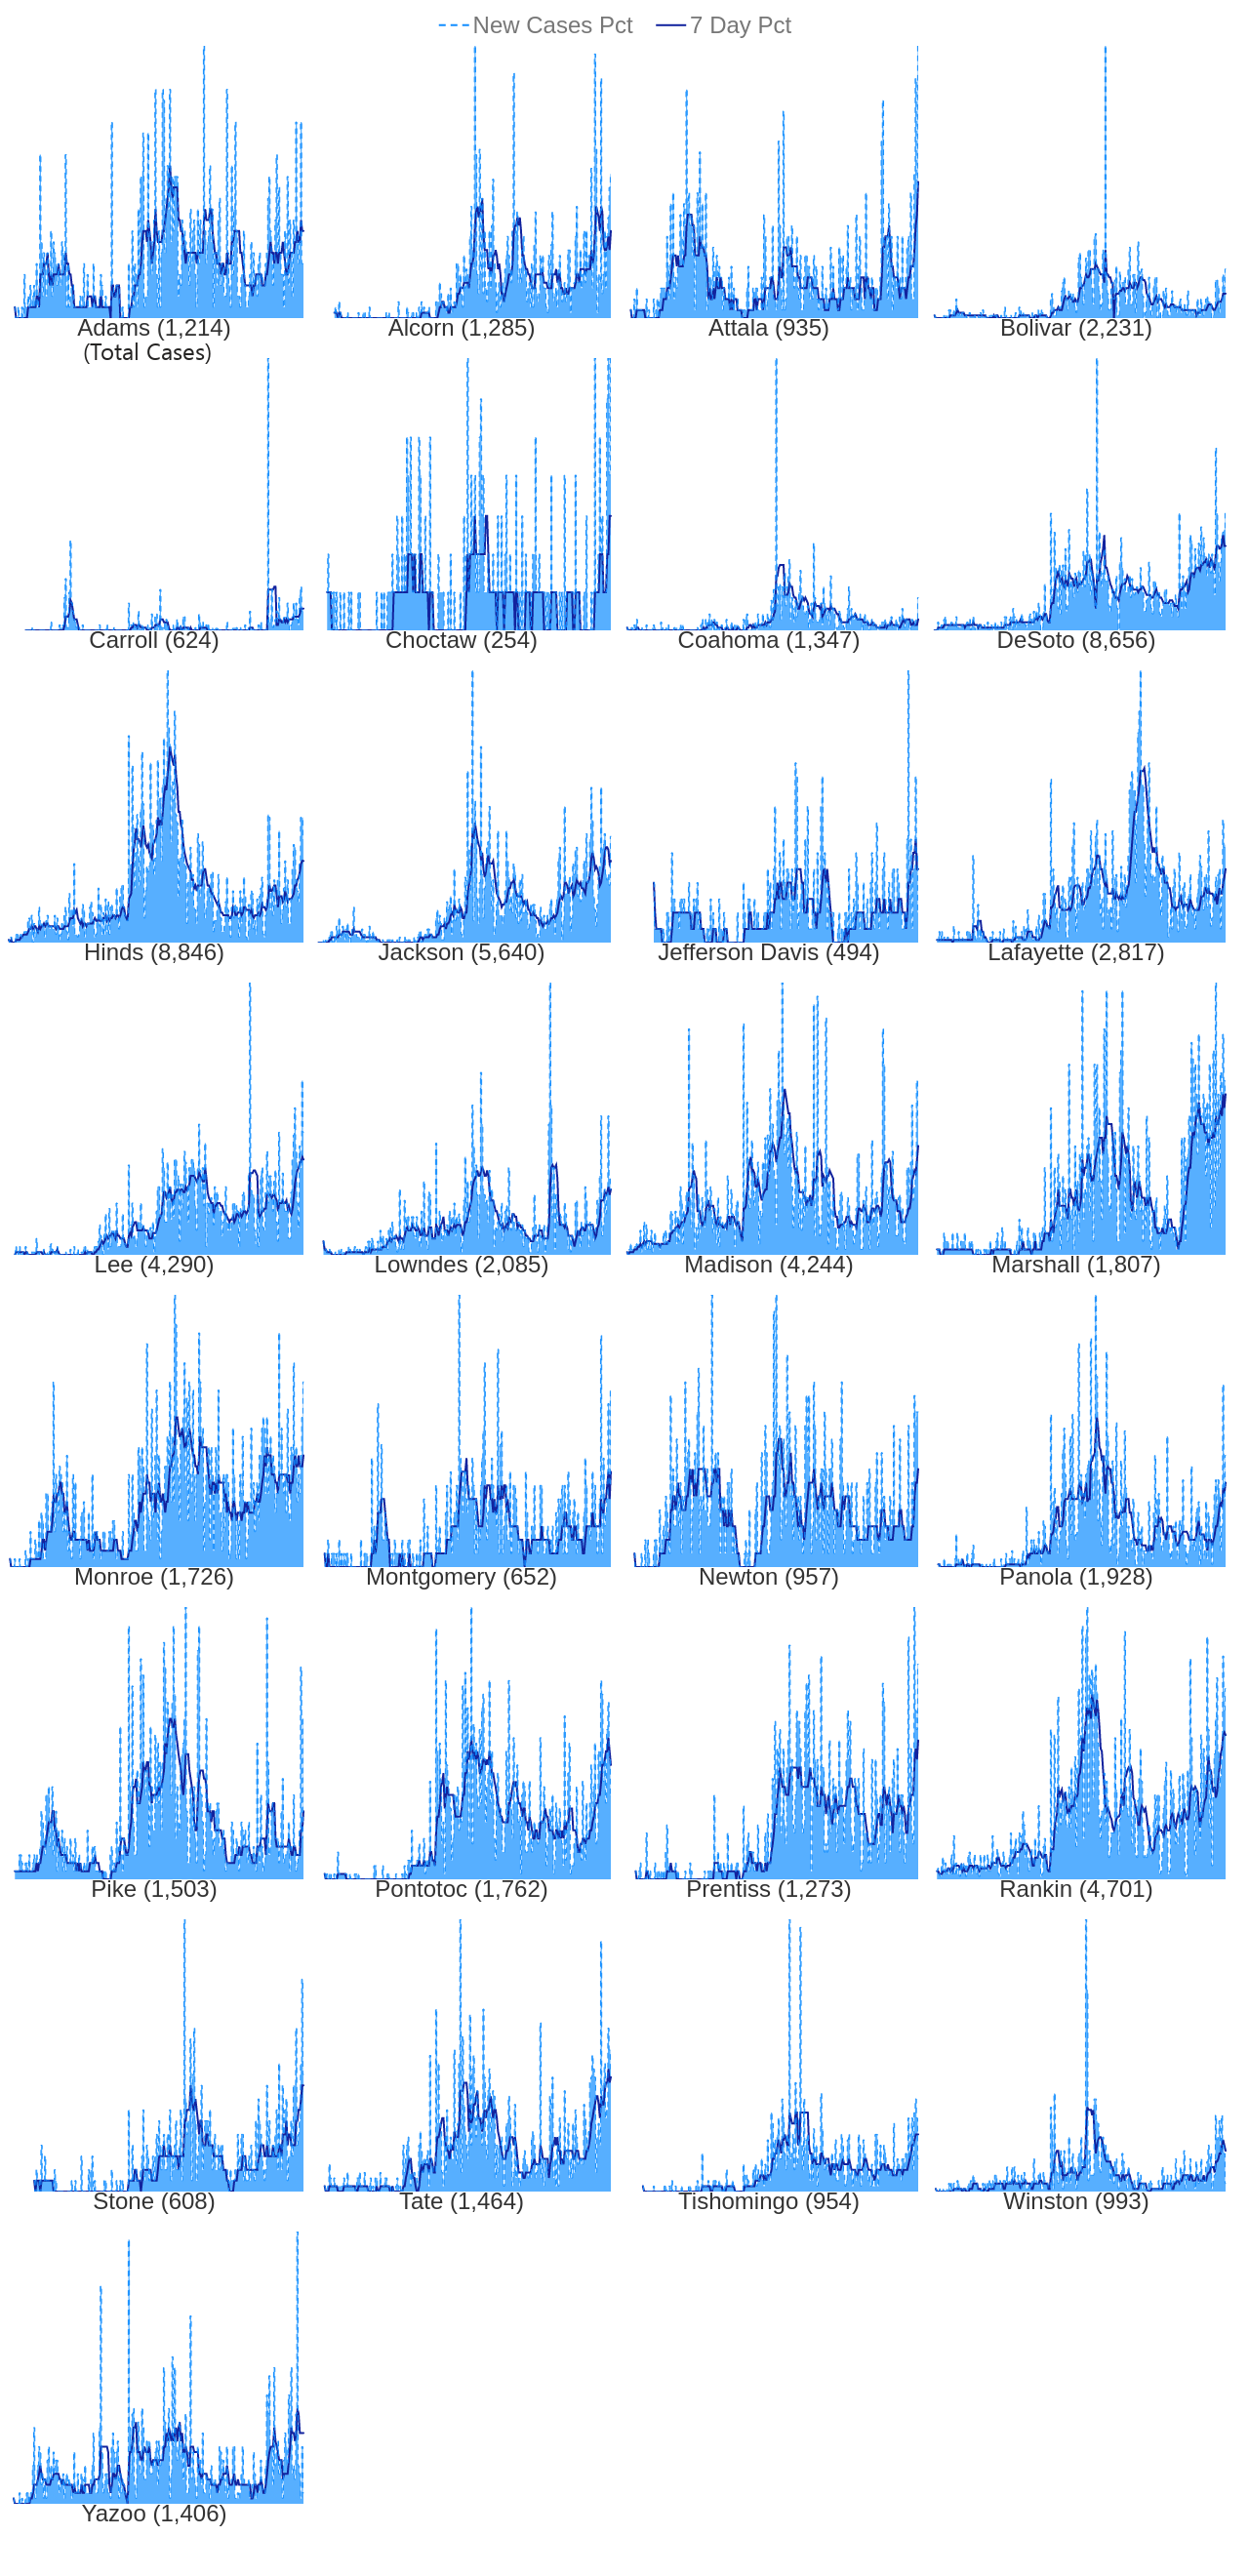 New Cases Pct 7 Day Pct
Adams (1,214) Alcorn (1,285) Attala (935) Bolivar (2,231)
(Total Cases)
Carroll (624) Choctaw (254) Coahoma (1,347) DeSoto (8,656)
Hinds (8,846) Jackson (5,640) Jefferson Davis (494) Lafayette (2,817)
Lee (4,290) Lowndes (2,085) Madison (4,244) Marshall (1,807)
Monroe (1,726) Montgomery (652) Newton (957) Panola (1,928)
Pike (1,503) Pontotoc (1,762) Prentiss (1,273) Rankin (4,701)
Stone (608) Tate (1,464) Tishomingo (954) Winston (993)
Yazoo (1,406)